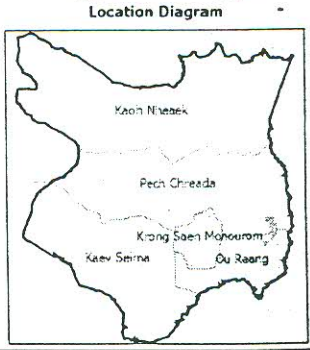 Location Diagram
Kaoh Nheaek
Pech Chreada
Krong Saen Monourom
Kaev Seima
Ou Reang